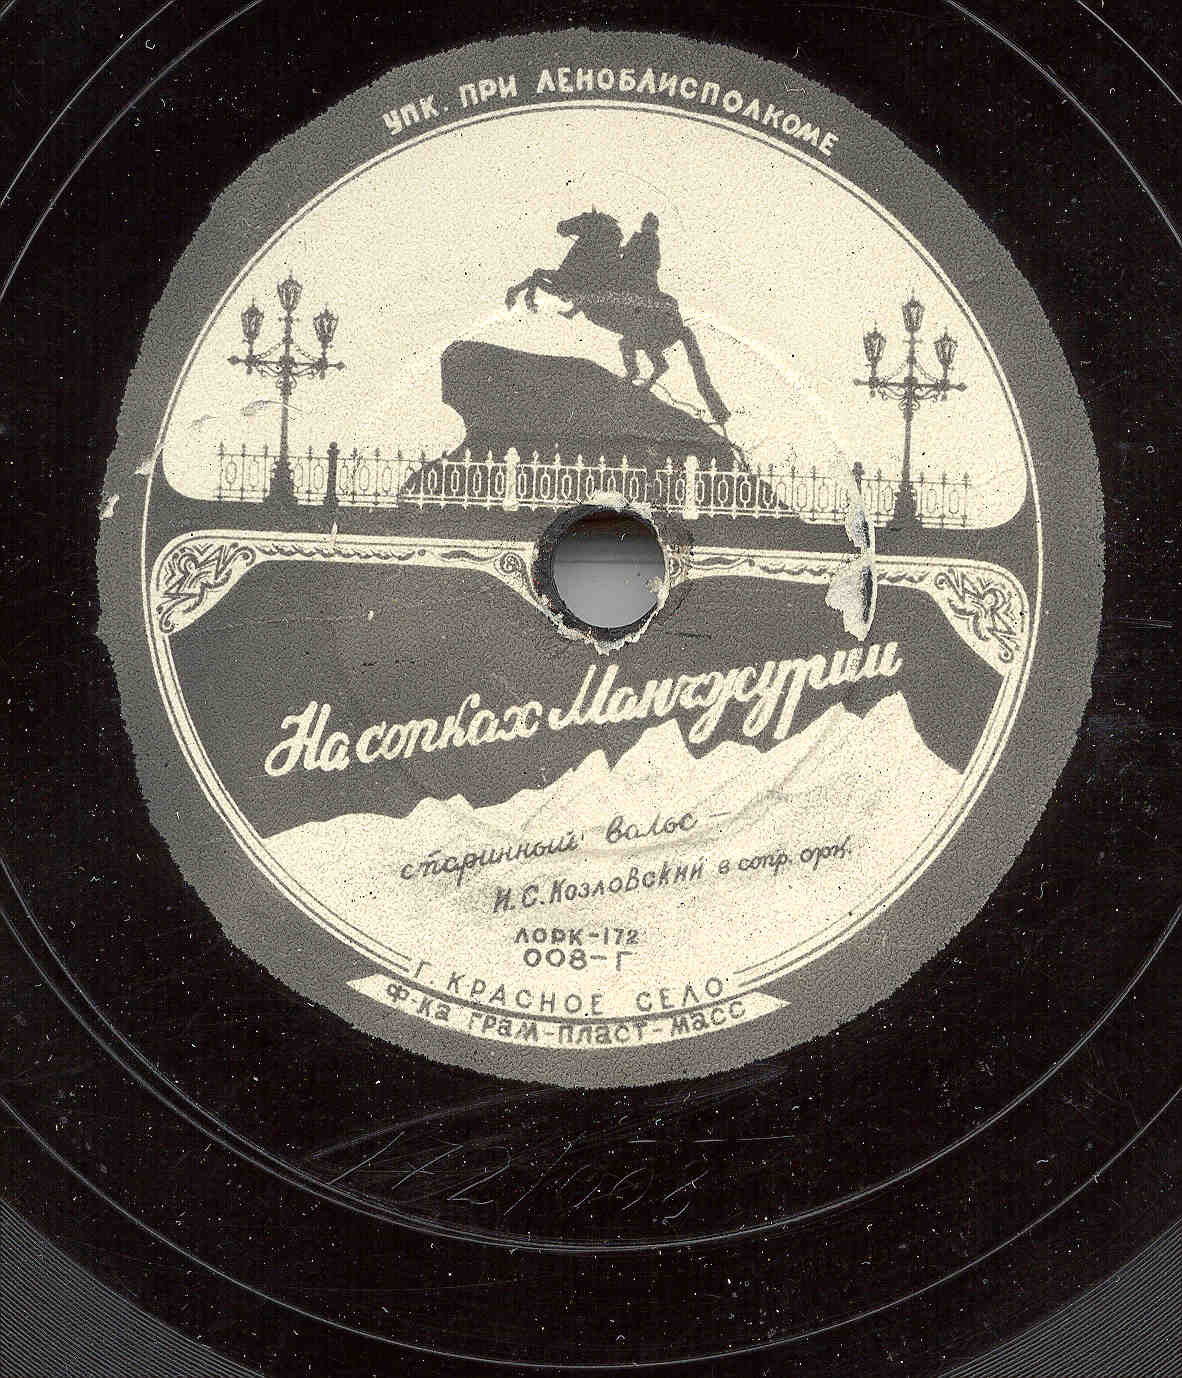 УПК. ПРИ ЛЕНОБЛИСПОЛКОМЕ
На сопках Манчжурии
старинный вальс —
И. С. Козловский в сопр. орк.
ЛОРК-172
008-Г
Г. КРАСНОЕ СЕЛО
Ф-ка ГРАМ-ПЛАСТ-МАСС